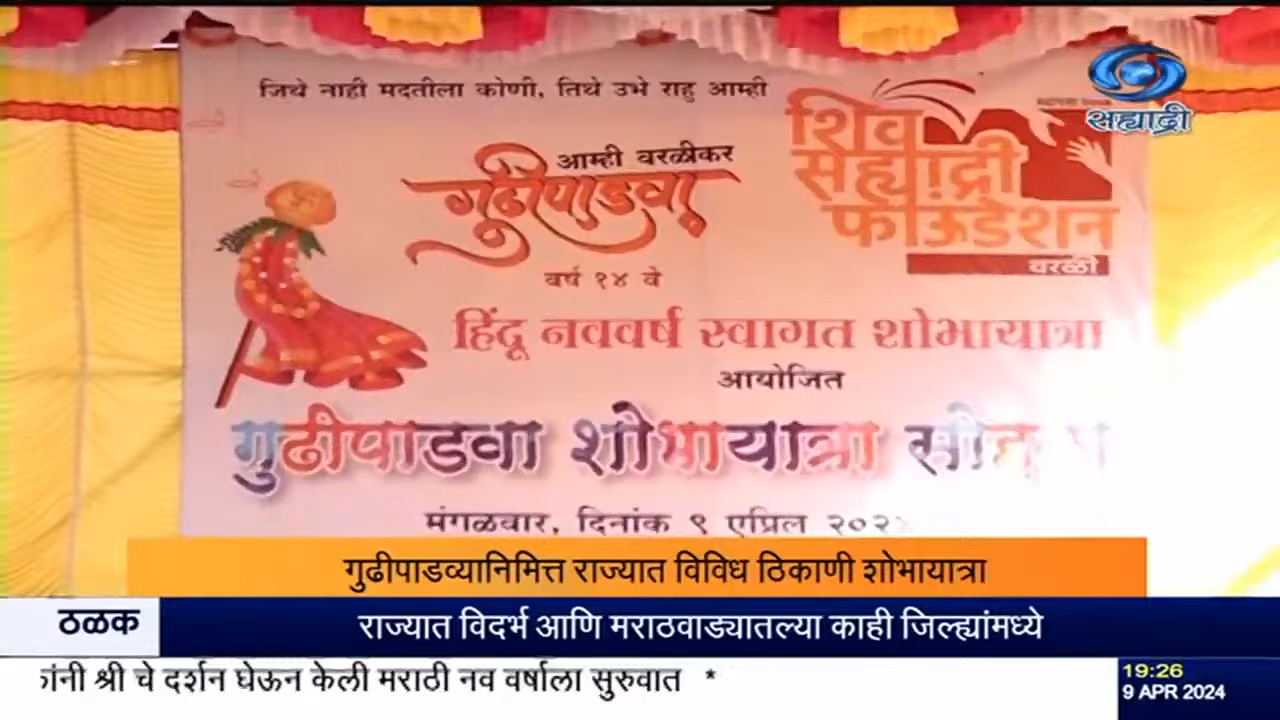 जिथे नाही मदतीला कोणी, तिथे उभे राहु आम्ही
सह्याद्री
आम्ही वरळीकर
गुढीपाडवा
वर्ष १४ वे
शिव
सह्याद्री
फाऊंडेशन
वरळी
हिंदू नववर्ष स्वागत शोभायात्रा
आयोजित
गुढीपाडवा शोभायात्रा
मंगळवार, दिनांक ९ एप्रिल
गुढीपाडव्यानिमित्त राज्यात विविध ठिकाणी शोभायात्रा
ठळक
राज्यात विदर्भ आणि मराठवाड्यातल्या काही जिल्ह्यांमध्ये
श्री चे दर्शन घेऊन केली मराठी नव वर्षाला सुरुवात *
19:26
9 APR 2024